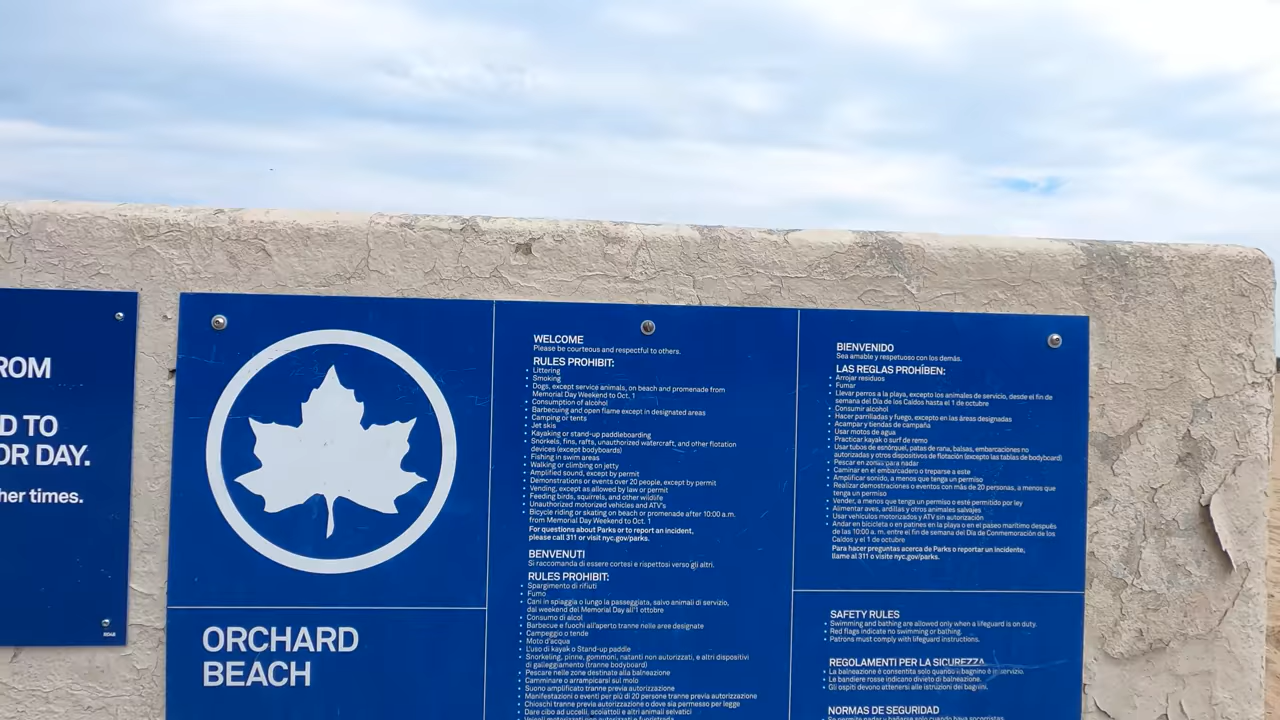 ROM
D TO
OR DAY.
her times.
ORCHARD
BEACH
WELCOME
Please be courteous and respectful to others.
RULES PROHIBIT:
• Littering
• Smoking
• Dogs, except service animals, on beach and promenade from
Memorial Day Weekend to Oct. 1
• Consumption of alcohol
• Barbecuing and open flame except in designated areas
• Camping or tents
• Jet skis
• Kayaking or stand-up paddleboarding
• Snorkels, fins, rafts, unauthorized watercraft, and other flotation
devices (except bodyboards)
• Fishing in swim areas
• Walking or climbing on jetty
• Amplified sound, except by permit
• Demonstrations or events over 20 people, except by permit
• Vending, except as allowed by law or permit
• Feeding birds, squirrels, and other wildlife
• Unauthorized motorized vehicles and ATV's
• Bicycle riding or skating on beach or promenade after 10:00 a.m.
from Memorial Day Weekend to Oct. 1
For questions about Parks or to report an incident,
please call 311 or visit nyc.gov/parks.
BENVENUTI
Si raccomanda di essere cortesi e rispettosi verso gli altri.
RULES PROHIBIT:
• Spargimento di rifiuti
• Fumo
• Cani in spiaggia o lungo la passeggiata, salvo animali di servizio,
dal weekend del Memorial Day all'1 ottobre
• Consumo di alcol
• Barbecue e fuochi all'aperto tranne nelle aree designate
• Campeggio o tende
• Moto d'acqua
• L'uso di kayak o Stand-up paddle
• Snorkeling, pinne, gommoni, natanti non autorizzati, e altri dispositivi
di galleggiamento (tranne bodyboard)
• Pescare nelle zone destinate alla balneazione
• Camminare o arrampicarsi sul molo
• Suono amplificato tranne previa autorizzazione
• Manifestazioni o eventi per più di 20 persone tranne previa autorizzazione
• Chioschi tranne previa autorizzazione o dove sia permesso per legge
• Dare cibo ad uccelli, scoiattoli e altri animali selvatici
BIENVENIDO
Sea amable y respetuoso con los demás.
LAS REGLAS PROHÍBEN:
• Arrojar residuos
• Fumar
• Llevar perros a la playa, excepto los animales de servicio, desde el fin de
semana del Día de los Caídos hasta el 1 de octubre
• Consumir alcohol
• Hacer parrilladas y fuego, excepto en las áreas designadas
• Acampar y tiendas de campaña
• Usar motos de agua
• Practicar kayak o surf de remo
• Usar tubos de esnórquel, patas de rana, balsas, embarcaciones no
autorizadas y otros dispositivos de flotación (excepto las tablas de bodyboard)
• Pescar en zonas para nadar
• Caminar en el embarcadero o treparse a este
• Amplificar sonido, a menos que tenga un permiso
• Realizar demostraciones o eventos con más de 20 personas, a menos que
tenga un permiso
• Vender, a menos que tenga un permiso o esté permitido por ley
• Alimentar aves, ardillas y otros animales salvajes
• Usar vehículos motorizados y ATV sin autorización
• Andar en bicicleta o en patines en la playa o en el paseo marítimo después
de las 10:00 a. m. entre el fin de semana del Día de Conmemoración de los
Caídos y el 1 de octubre
Para hacer preguntas acerca de Parks o reportar un incidente,
llame al 311 o visite nyc.gov/parks.
SAFETY RULES
• Swimming and bathing are allowed only when a lifeguard is on duty.
• Red flags indicate no swimming or bathing.
• Patrons must comply with lifeguard instructions.
REGOLAMENTI PER LA SICUREZZA
• La balneazione è consentita solo quando il bagnino è in servizio.
• Le bandiere rosse indicano divieto di balneazione.
• Gli ospiti devono attenersi alle istruzioni dei bagnini.
NORMAS DE SEGURIDAD